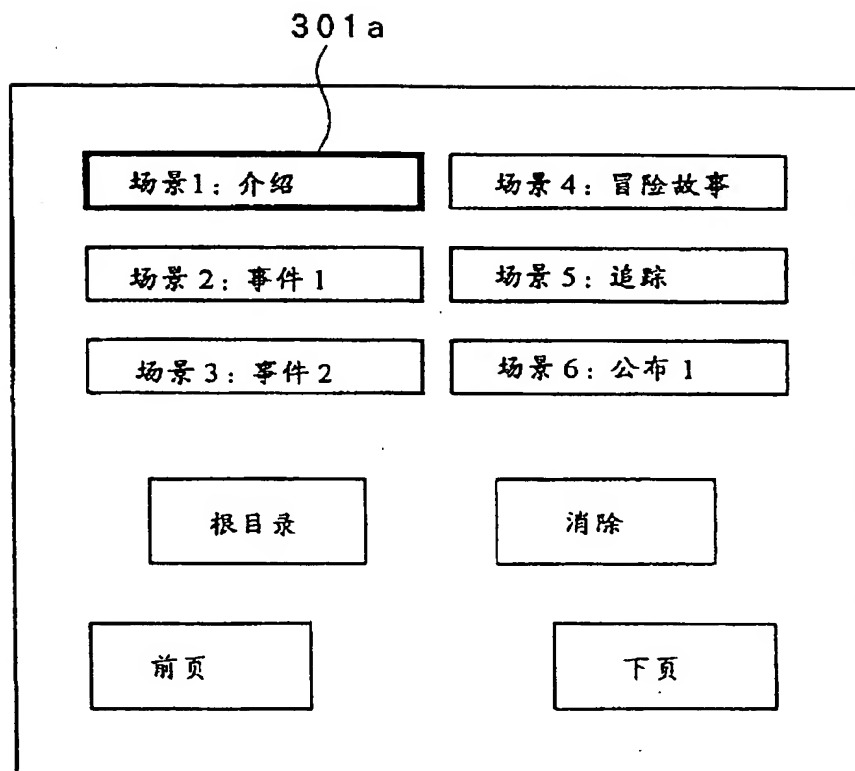 301a
场景1：介绍
场景4：冒险故事
场景2：事件1
场景5：追踪
场景3：事件2
场景6：公布1
根目录
消除
前页
下页